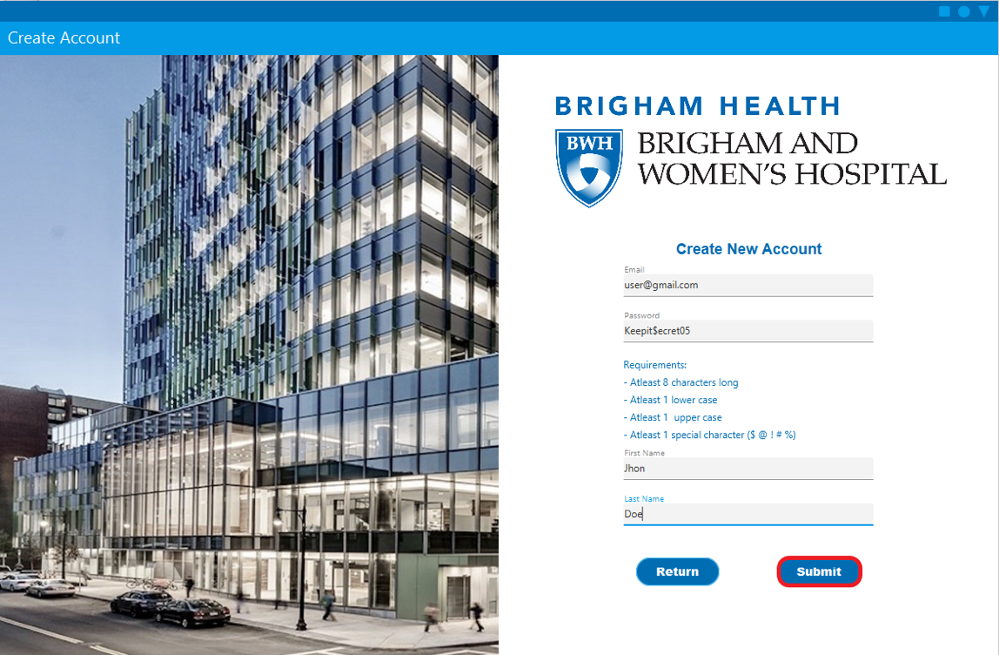 Create Account
BRIGHAM HEALTH
BWH
BRIGHAM AND
WOMEN'S HOSPITAL
Create New Account
Email
user@gmail.com
Password
Keepit$ecret05
Requirements:
- Atleast 8 characters long
- Atleast 1 lower case
- Atleast 1  upper case
- Atleast 1 special character ($ @ ! # %)
First Name
Jhon
Last Name
Doe
Return
Submit